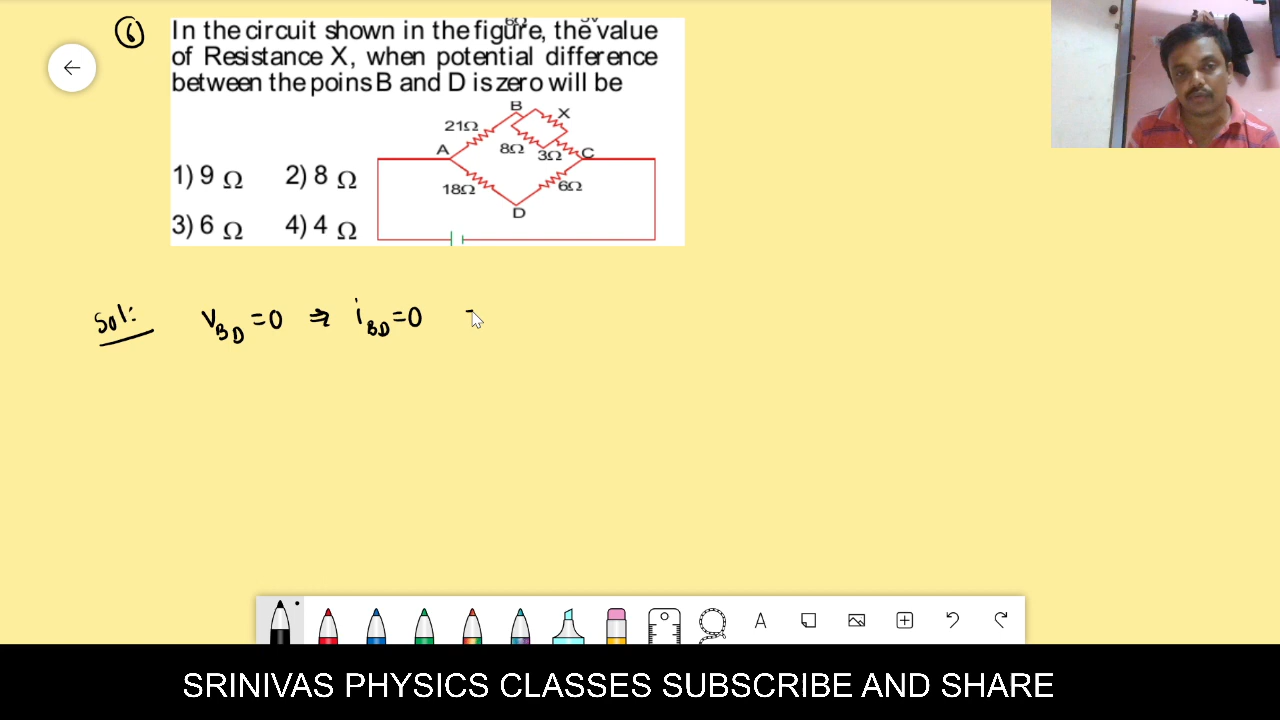 6
In the circuit shown in the figure, the value
of Resistance X, when potential difference
between the poins B and D is zero will be
B
X
21Ω
A
8Ω
3Ω
C
18Ω
6Ω
D
1) 9 Ω 2) 8 Ω
3) 6 Ω 4) 4 Ω
Sol: V_BD = 0 ⇒ i_BD = 0
A
SRINIVAS PHYSICS CLASSES SUBSCRIBE AND SHARE